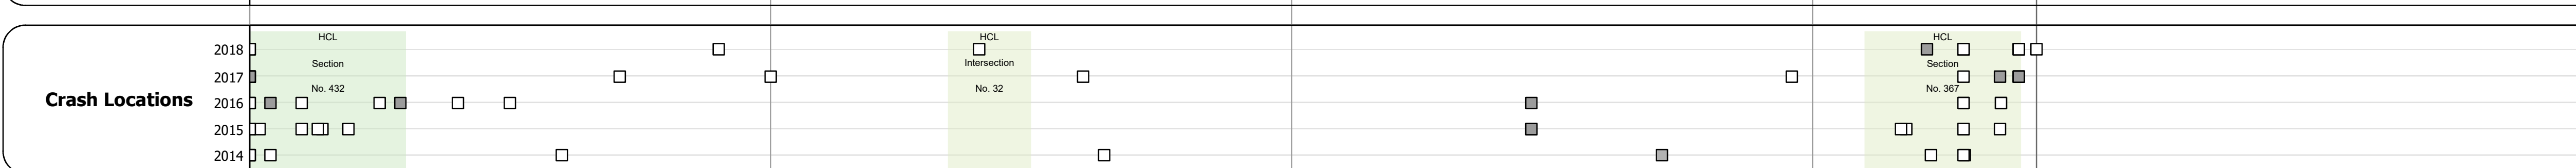 Crash Locations
2018
2017
2016
2015
2014
HCL
Section
No. 432
HCL
Intersection
No. 32
HCL
Section
No. 367